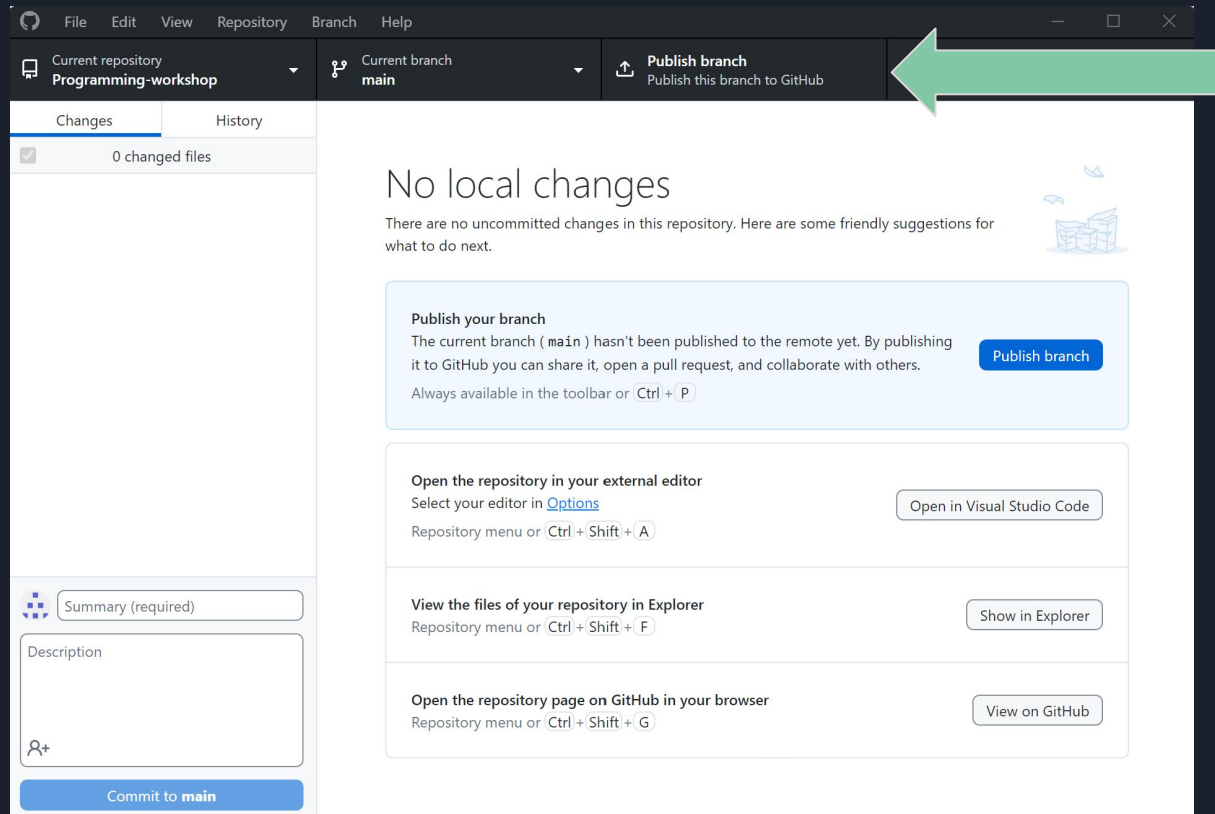 File Edit View Repository Branch Help
Current repository
Programming-workshop
Current branch
main
Publish branch
Publish this branch to GitHub
Changes History
0 changed files
No local changes
There are no uncommitted changes in this repository. Here are some friendly suggestions for
what to do next.
Publish your branch
The current branch ( main ) hasn't been published to the remote yet. By publishing
it to GitHub you can share it, open a pull request, and collaborate with others.
Always available in the toolbar or Ctrl + P
Publish branch
Open the repository in your external editor
Select your editor in Options
Repository menu or Ctrl + Shift + A
Open in Visual Studio Code
View the files of your repository in Explorer
Repository menu or Ctrl + Shift + F
Show in Explorer
Open the repository page on GitHub in your browser
Repository menu or Ctrl + Shift + G
View on GitHub
Summary (required)
Description
Commit to main